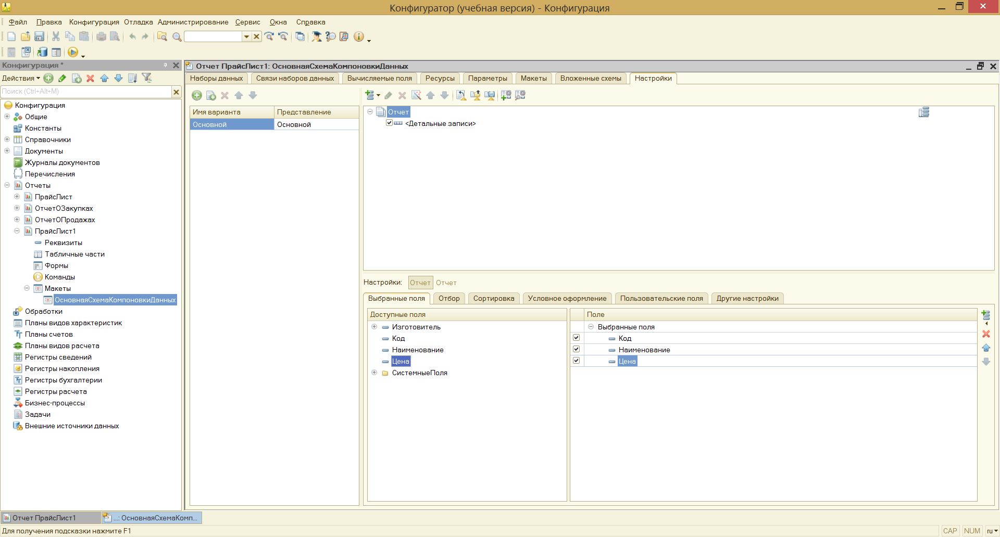 Конфигуратор (учебная версия) - Конфигурация
Файл Правка Конфигурация Отладка Администрирование Сервис Окна Справка
Конфигурация *
Действия
Поиск (Ctrl+Alt+M)
Конфигурация
Общие
Константы
Справочники
Документы
Журналы документов
Перечисления
Отчеты
ПрайсЛист
ОтчетОЗакупках
ОтчетОПродажах
ПрайсЛист1
Реквизиты
Табличные части
Формы
Команды
Макеты
ОсновнаяСхемаКомпоновкиДанных
Обработки
Планы видов характеристик
Планы счетов
Планы видов расчета
Регистры сведений
Регистры накопления
Регистры бухгалтерии
Регистры расчета
Бизнес-процессы
Задачи
Внешние источники данных
Отчет ПрайсЛист1: ОсновнаяСхемаКомпоновкиДанных
Наборы данных Связи наборов данных Вычисляемые поля Ресурсы Параметры Макеты Вложенные схемы Настройки
Имя варианта Представление
Основной Основной
Отчет
<Детальные записи>
Настройки: Отчет Отчет
Выбранные поля Отбор Сортировка Условное оформление Пользовательские поля Другие настройки
Доступные поля
Изготовитель
Код
Наименование
Цена
СистемныеПоля
Поле
Выбранные поля
Код
Наименование
Цена
Отчет ПрайсЛист1 ...: ОсновнаяСхемаКомп...
Для получения подсказки нажмите F1 CAP NUM ru